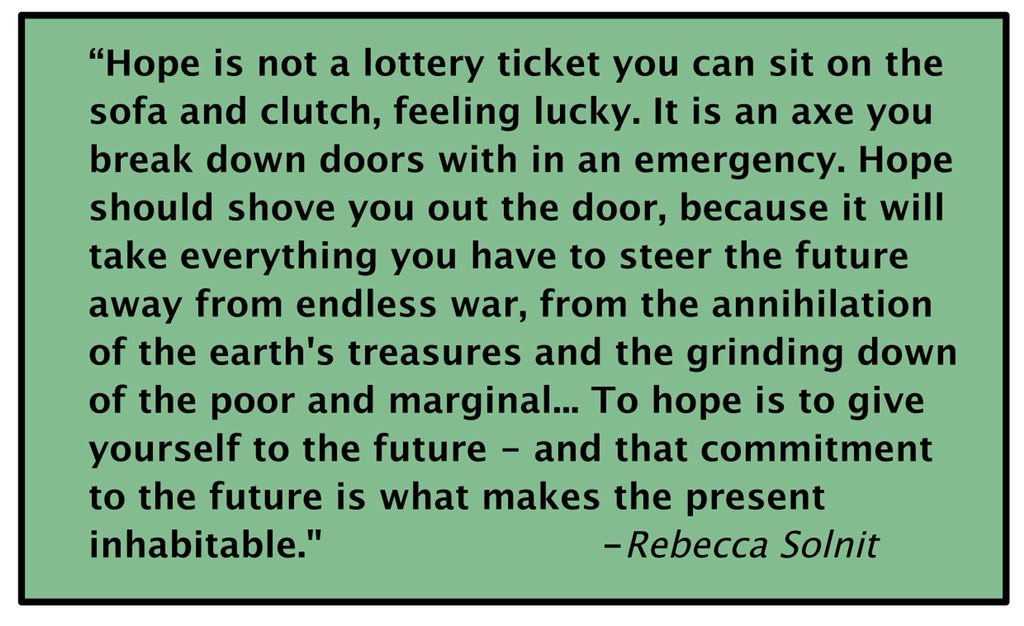 “Hope is not a lottery ticket you can sit on the
sofa and clutch, feeling lucky. It is an axe you
break down doors with in an emergency. Hope
should shove you out the door, because it will
take everything you have to steer the future
away from endless war, from the annihilation
of the earth's treasures and the grinding down
of the poor and marginal... To hope is to give
yourself to the future – and that commitment
to the future is what makes the present
inhabitable." –Rebecca Solnit